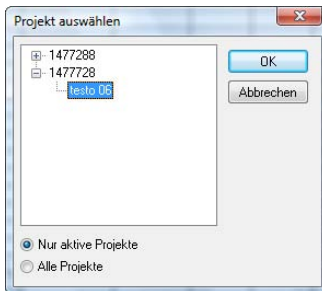 Projekt auswählen
1477288
1477728
testo 06
OK
Abbrechen
Nur aktive Projekte
Alle Projekte